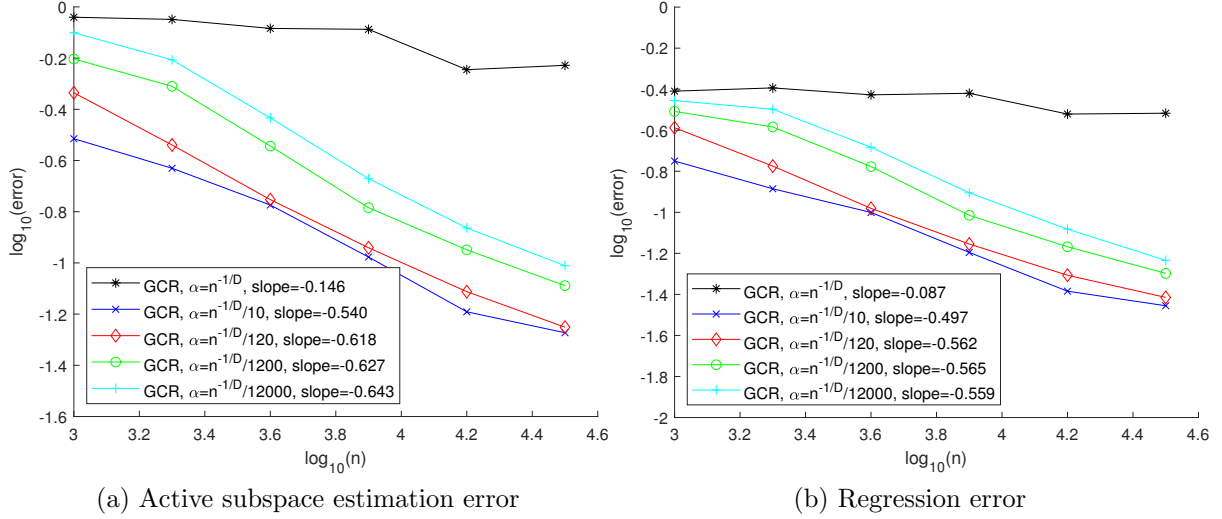 -0
-0.2
-0.4
-0.6
-0.8
-1
-1.2
-1.4
-1.6
log10(error)
GCR, α=n^-1/D, slope=-0.146
GCR, α=n^-1/D/10, slope=-0.540
GCR, α=n^-1/D/120, slope=-0.618
GCR, α=n^-1/D/1200, slope=-0.627
GCR, α=n^-1/D/12000, slope=-0.643
3 3.2 3.4 3.6 3.8 4 4.2 4.4 4.6
log10(n)
(a) Active subspace estimation error
-0
-0.2
-0.4
-0.6
-0.8
-1
-1.2
-1.4
-1.6
-1.8
-2
log10(error)
GCR, α=n^-1/D, slope=-0.087
GCR, α=n^-1/D/10, slope=-0.497
GCR, α=n^-1/D/120, slope=-0.562
GCR, α=n^-1/D/1200, slope=-0.565
GCR, α=n^-1/D/12000, slope=-0.559
3 3.2 3.4 3.6 3.8 4 4.2 4.4 4.6
log10(n)
(b) Regression error